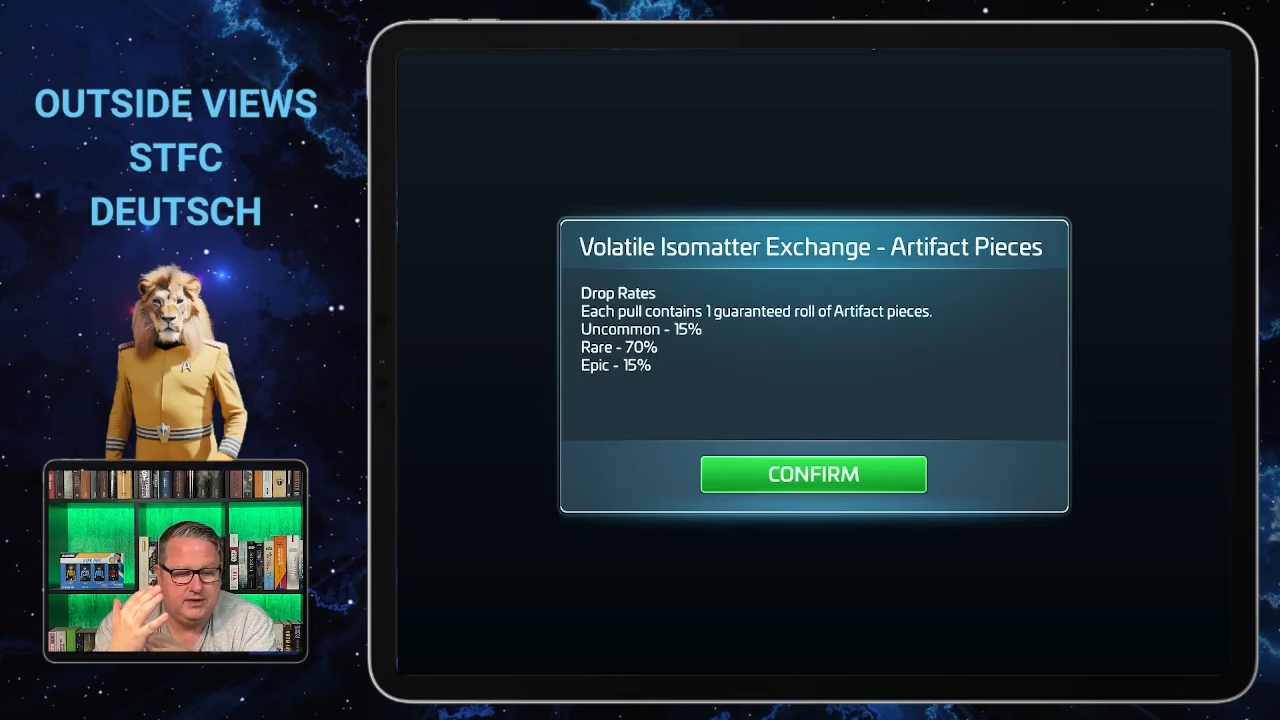 OUTSIDE VIEWS
STFC
DEUTSCH
Volatile Isomatter Exchange - Artifact Pieces
Drop Rates
Each pull contains 1 guaranteed roll of Artifact pieces.
Uncommon - 15%
Rare - 70%
Epic - 15%
CONFIRM